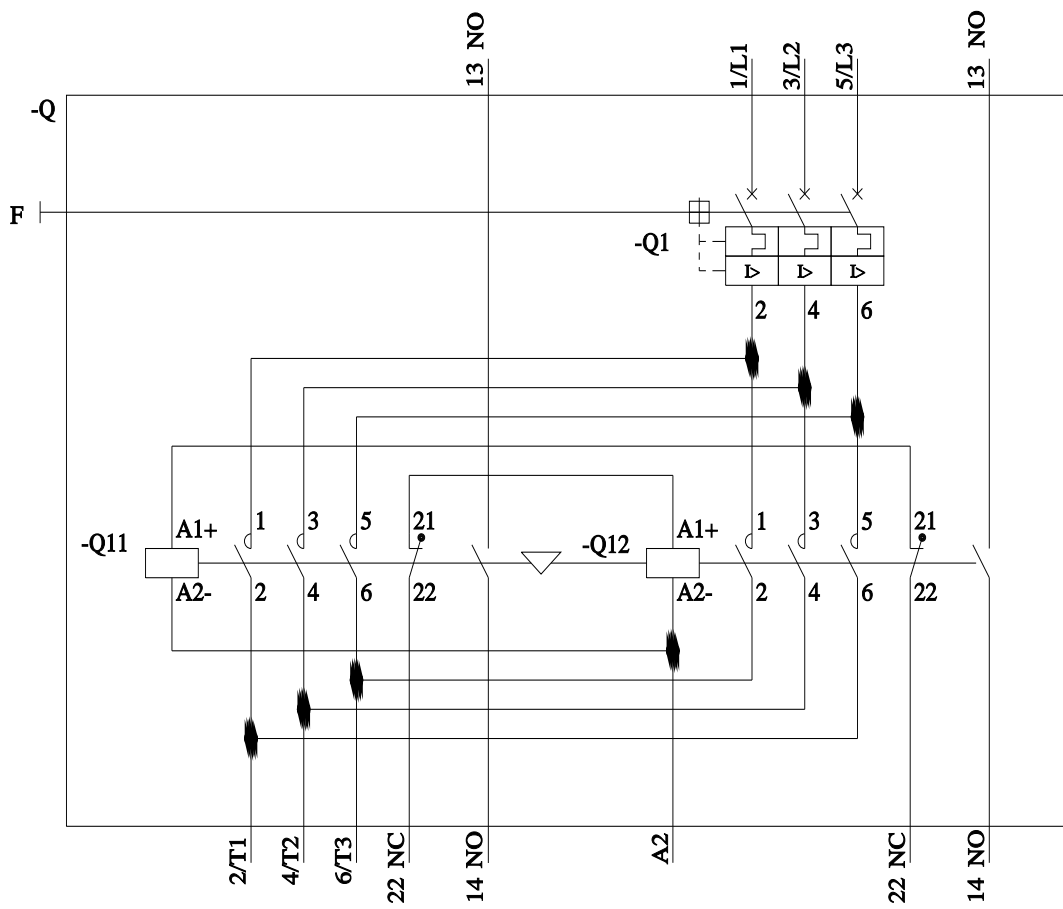 13 NO
1/L1
3/L2
5/L3
13 NO
-Q
F
-Q1
I> I> I>
2 4 6
-Q11 A1+ 1 3 5 21 -Q12 A1+ 1 3 5 21
A2- 2 4 6 22 A2- 2 4 6 22
2/T1
4/T2
6/T3
22 NC
14 NO
A2
22 NC
14 NO